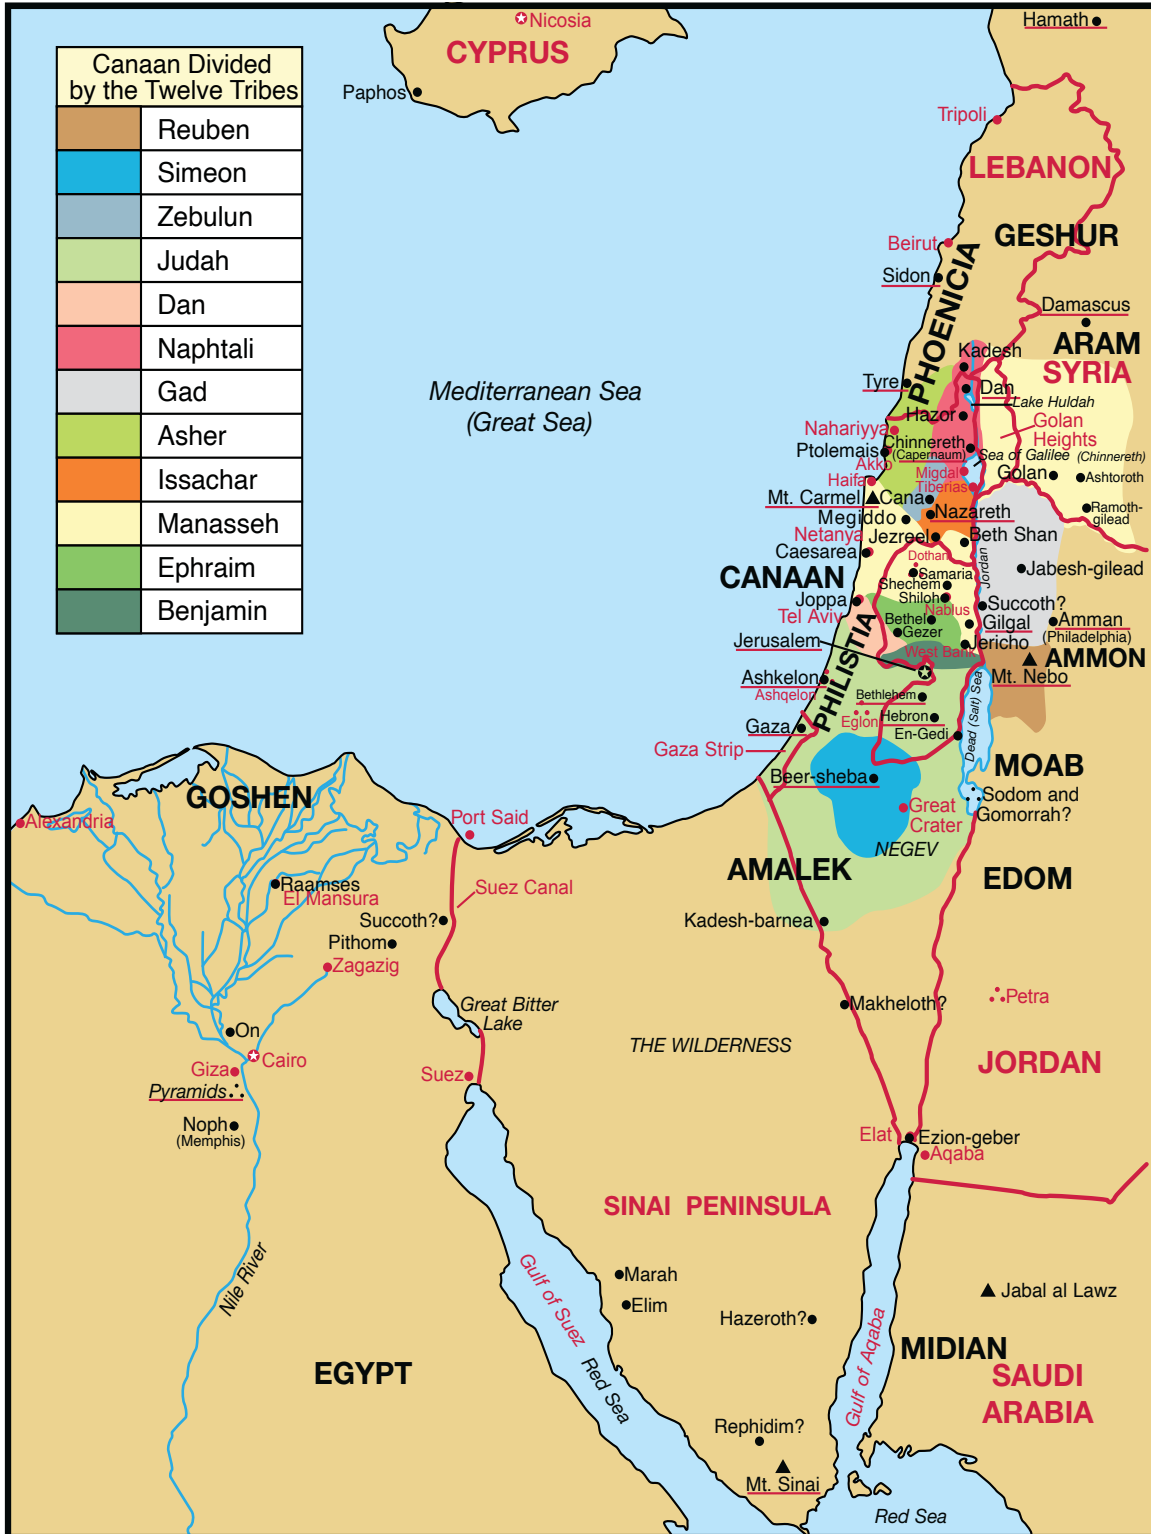 Canaan Divided
by the Twelve Tribes
Reuben
Simeon
Zebulun
Judah
Dan
Naphtali
Gad
Asher
Issachar
Manasseh
Ephraim
Benjamin
Nicosia
CYPRUS
Paphos
Hamath
Tripoli
LEBANON
GESHUR
Beirut
Sidon
PHOENICIA
Damascus
ARAM
SYRIA
Kadesh
Tyre
Dan
Lake Huldah
Mediterranean Sea
(Great Sea)
Hazor
Golan
Heights
Nahariyya
Ptolemais
Chinnereth
(Capernaum)
Sea of Galilee (Chinnereth)
Akko
Haifa
Migdal
Tiberias
Golan
Ashtoroth
Mt. Carmel
Cana
Nazareth
Ramoth-
gilead
Megiddo
Netanya
Jezreel
Beth Shan
Caesarea
Dothan
CANAAN
Samaria
Shechem
Jordan
Jabesh-gilead
Joppa
Shiloh
Nablus
Succoth?
Tel Aviv
Bethel
Gilgal
Amman
(Philadelphia)
Gezer
Jerusalem
Jericho
West Bank
AMMON
PHILISTIA
Mt. Nebo
Ashkelon
Ashqelon
Bethlehem
Dead (Salt) Sea
Eglon
Hebron
Gaza
En-Gedi
Gaza Strip
MOAB
Beer-sheba
Sodom and
Gomorrah?
Great
Crater
NEGEV
AMALEK
EDOM
GOSHEN
Alexandria
Port Said
Raamses
El Mansura
Suez Canal
Succoth?
Pithom
Zagazig
Kadesh-barnea
Great Bitter
Lake
Makheloth?
Petra
On
THE WILDERNESS
Cairo
Giza
Suez
JORDAN
Pyramids
Noph
(Memphis)
Elat
Ezion-geber
Aqaba
SINAI PENINSULA
Nile River
Gulf of Suez
Red Sea
Marah
Elim
Hazeroth?
Gulf of Aqaba
Jabal al Lawz
MIDIAN
SAUDI
ARABIA
EGYPT
Rephidim?
Mt. Sinai
Red Sea